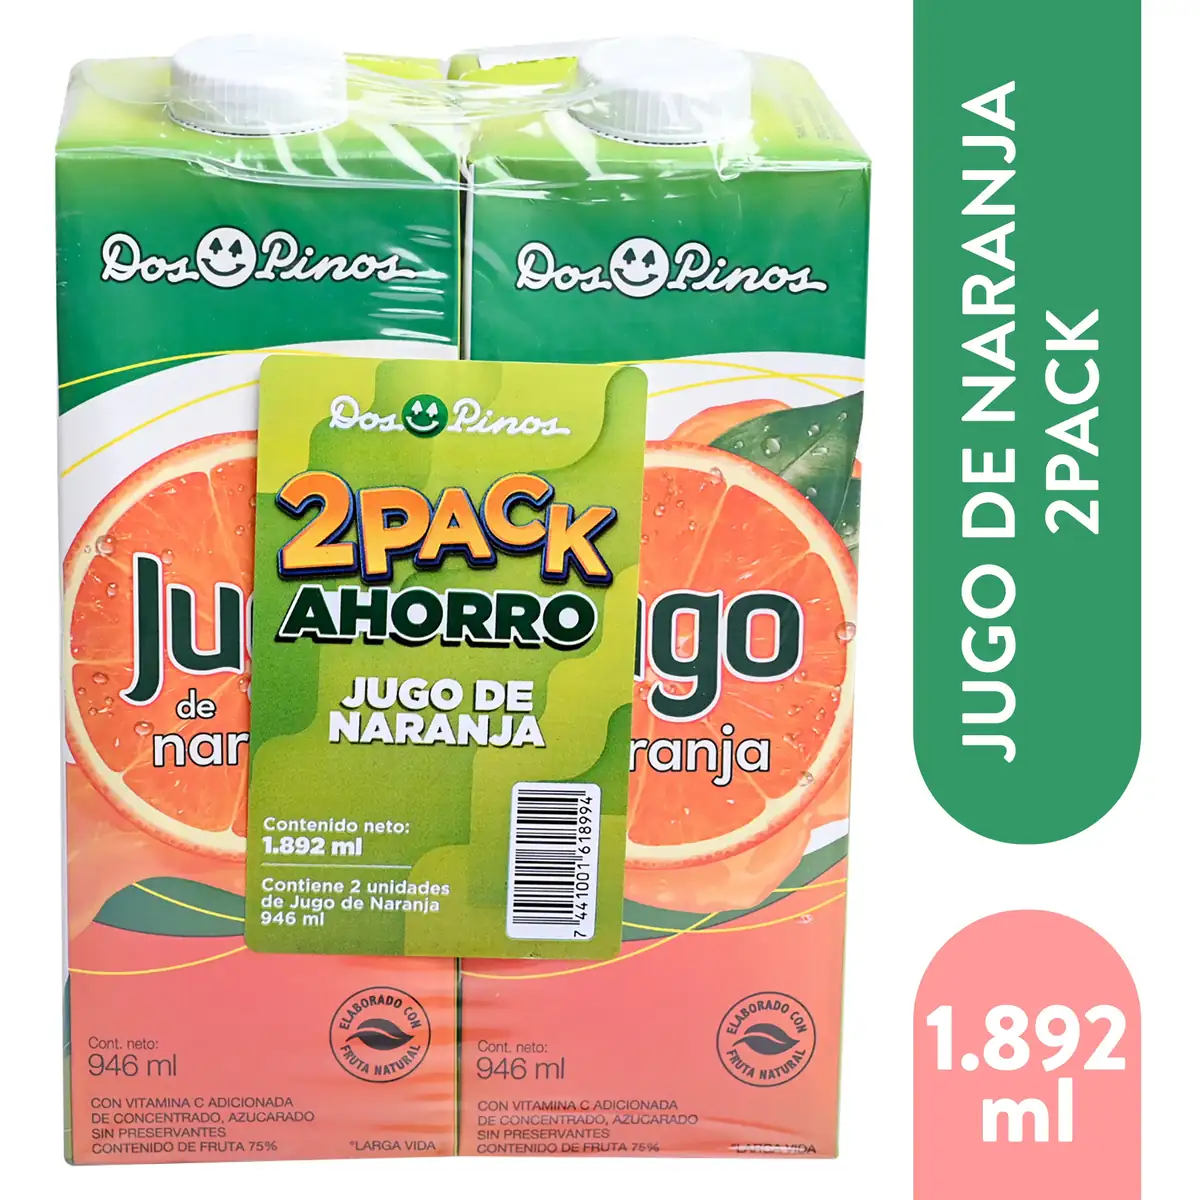 Dos Pinos
Dos Pinos
Dos Pinos
2PACK
AHORRO
JUGO DE
NARANJA
Contenido neto:
1.892 ml
Contiene 2 unidades
de Jugo de Naranja
946 ml
7 441001 618994
de
Jugo
ranja
Cont. neto:
946 ml
ELABORADO CON
FRUTA NATURAL
CON VITAMINA C ADICIONADA
DE CONCENTRADO, AZUCARADO
SIN PRESERVANTES
CONTENIDO DE FRUTA 75%
*LARGA VIDA
Cont. neto:
946 ml
ELABORADO CON
FRUTA NATURAL
CON VITAMINA C ADICIONADA
DE CONCENTRADO, AZUCARADO
SIN PRESERVANTES
CONTENIDO DE FRUTA 75%
*LARGA VIDA
JUGO DE NARANJA
2PACK
1.892
ml